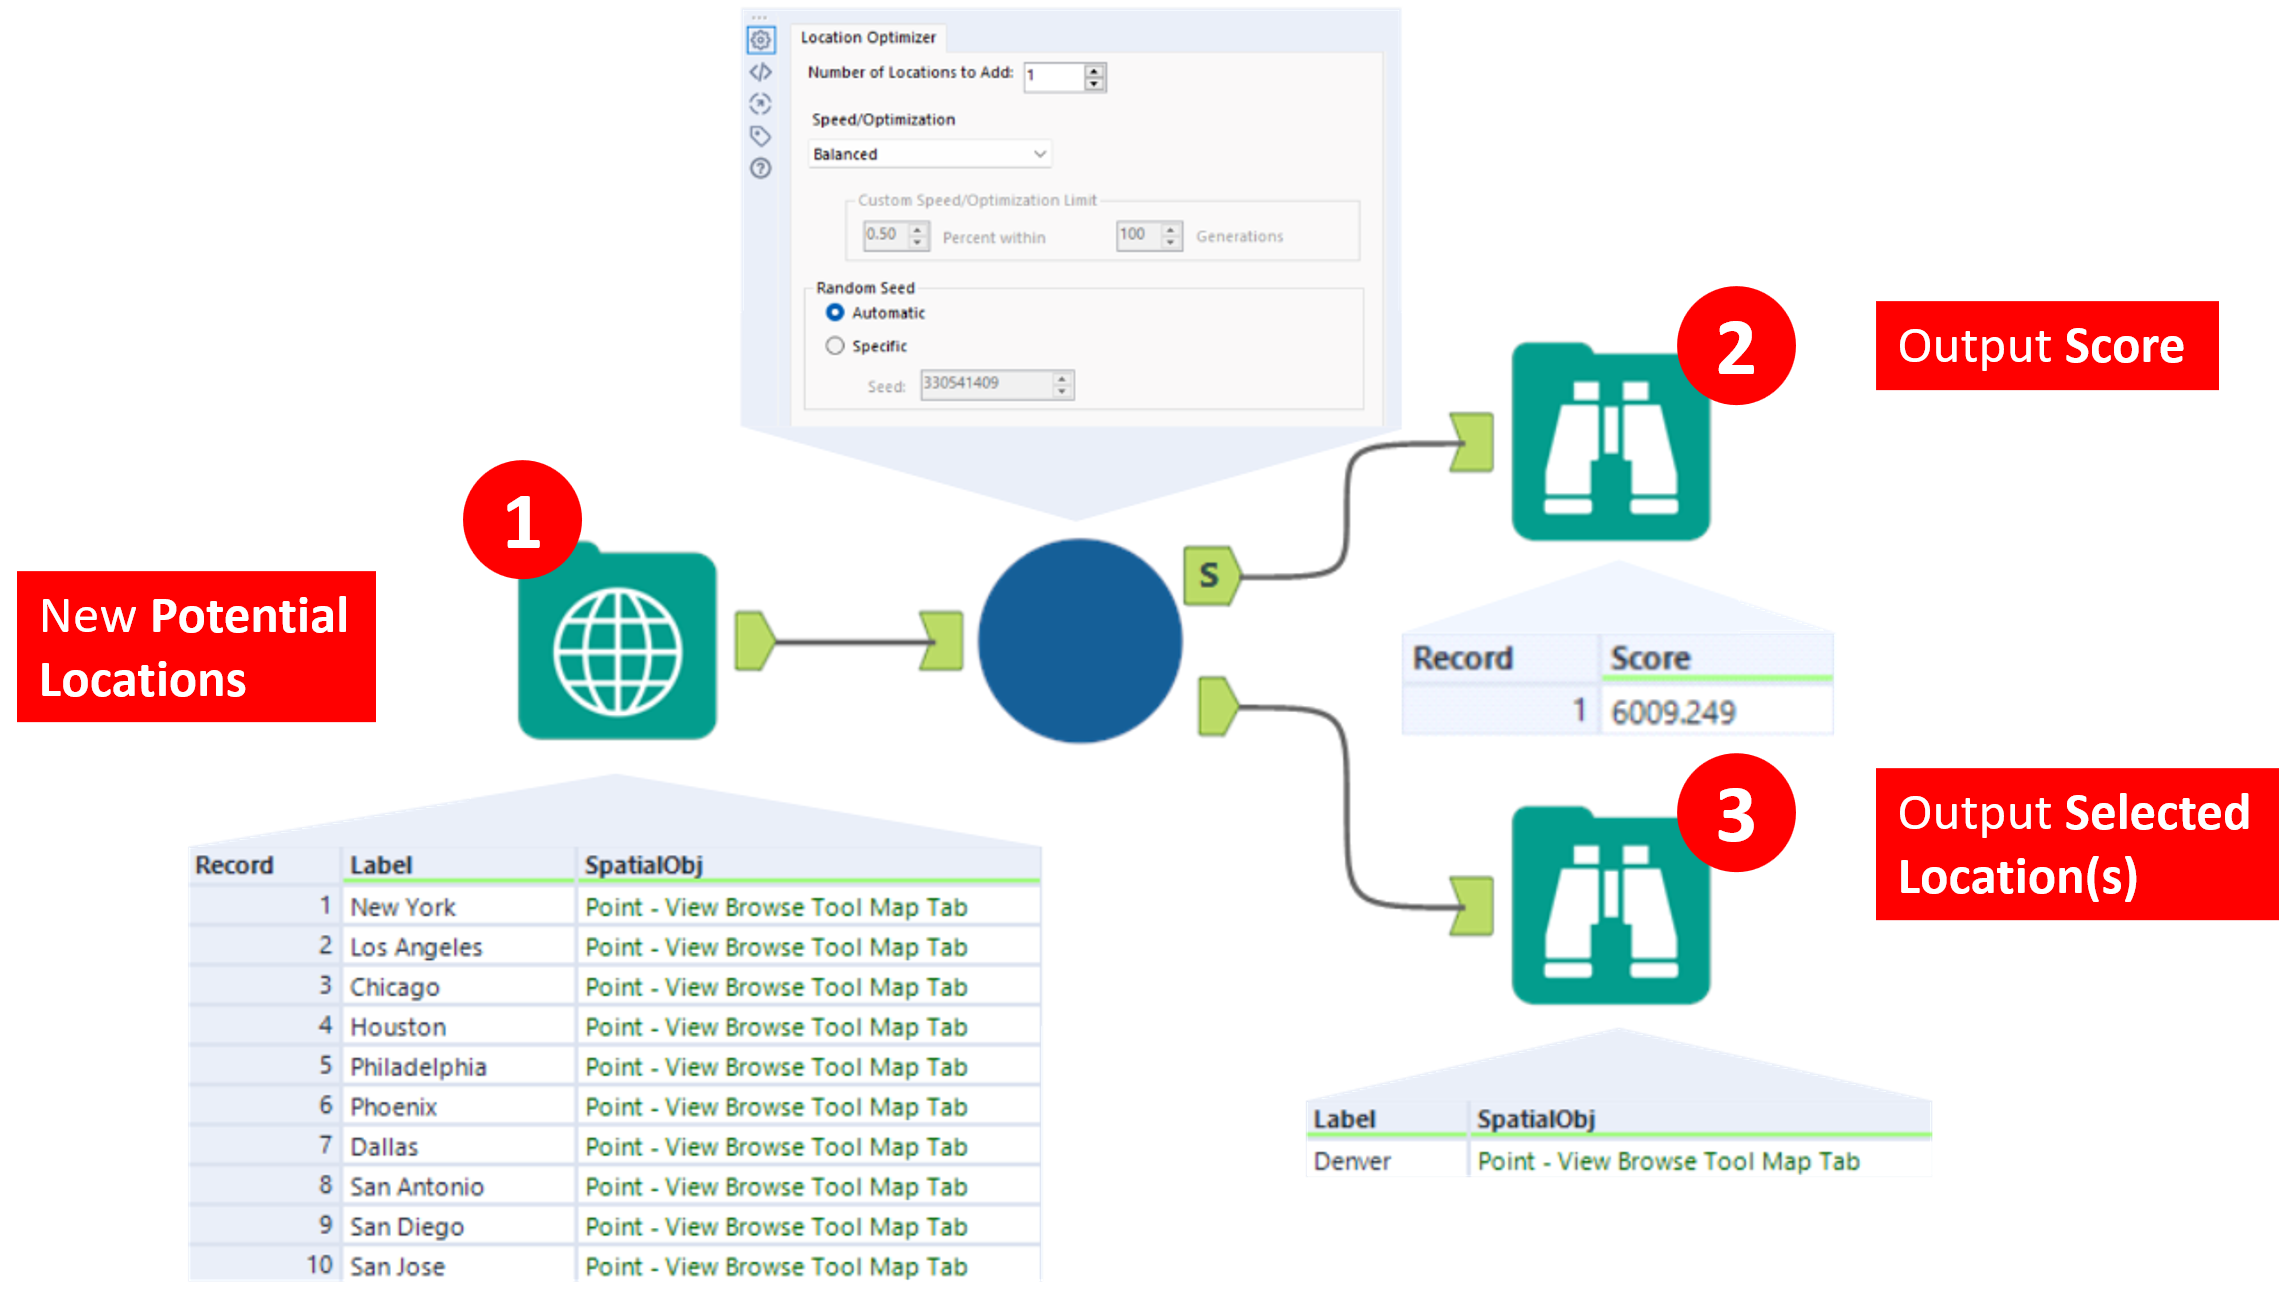 Location Optimizer
Number of Locations to Add: 1
Speed/Optimization
Balanced
Custom Speed/Optimization Limit
0.50 Percent within 100 Generations
Random Seed
Automatic
Specific
Seed: 330541409
1
New Potential
Locations
S
2
Output Score
Record Score
1 6009.249
3
Output Selected
Location(s)
Record Label SpatialObj
1 New York Point - View Browse Tool Map Tab
2 Los Angeles Point - View Browse Tool Map Tab
3 Chicago Point - View Browse Tool Map Tab
4 Houston Point - View Browse Tool Map Tab
5 Philadelphia Point - View Browse Tool Map Tab
6 Phoenix Point - View Browse Tool Map Tab
7 Dallas Point - View Browse Tool Map Tab
8 San Antonio Point - View Browse Tool Map Tab
9 San Diego Point - View Browse Tool Map Tab
10 San Jose Point - View Browse Tool Map Tab
Label SpatialObj
Denver Point - View Browse Tool Map Tab